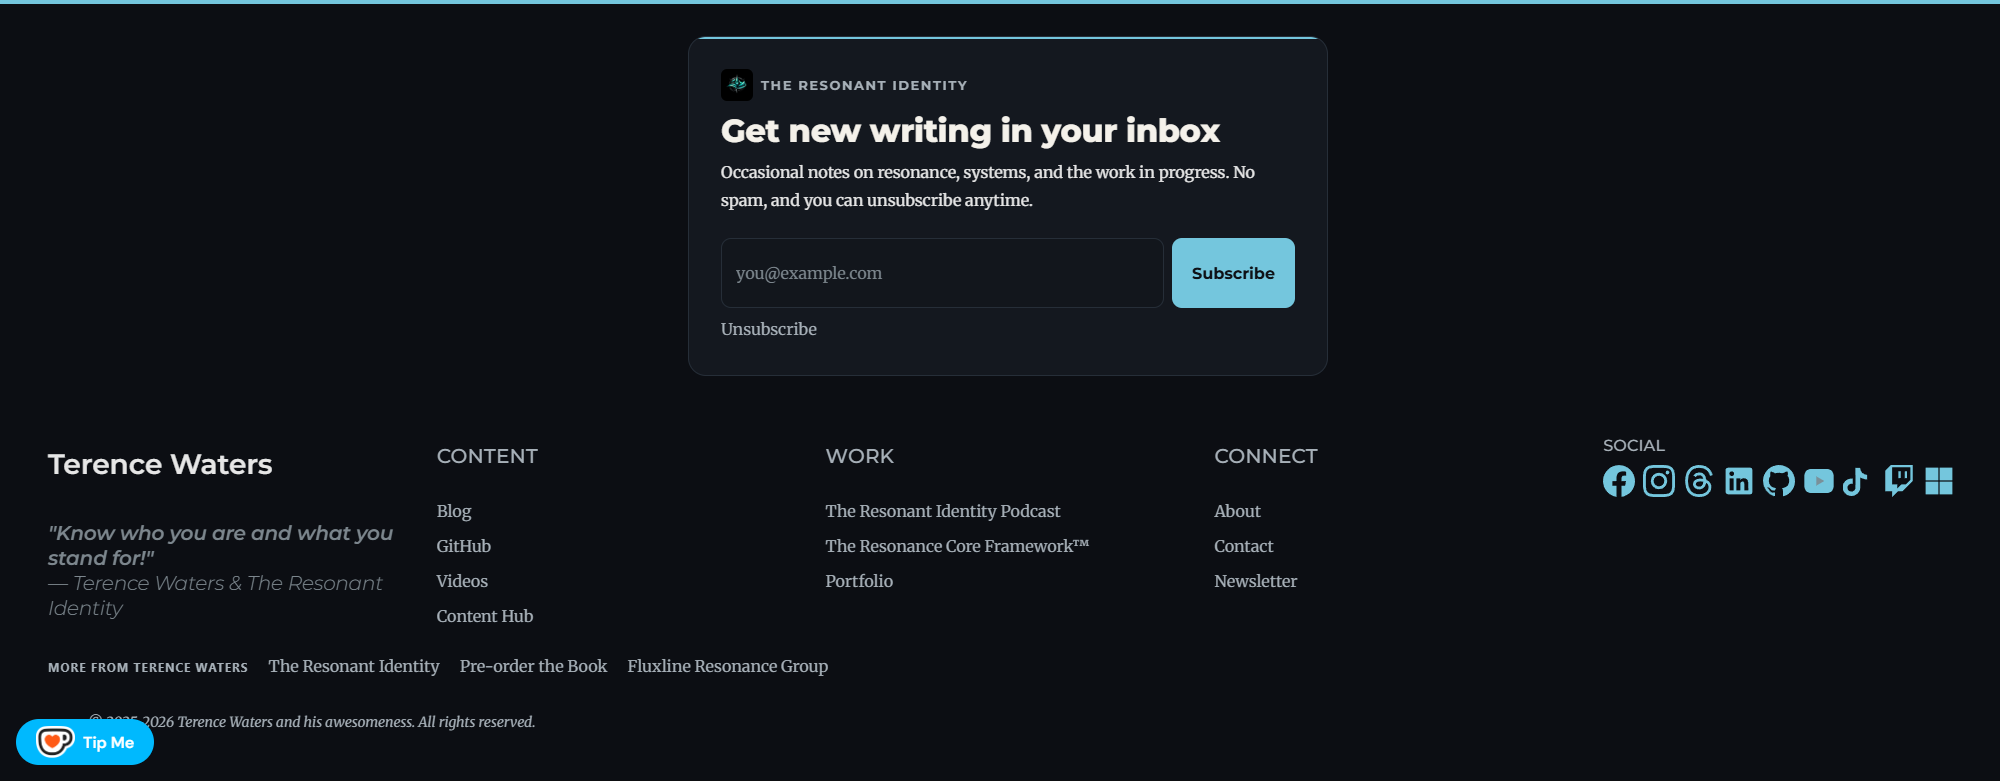 THE RESONANT IDENTITY
Get new writing in your inbox
Occasional notes on resonance, systems, and the work in progress. No
spam, and you can unsubscribe anytime.
you@example.com
Subscribe
Unsubscribe
Terence Waters
"Know who you are and what you
stand for!"
— Terence Waters & The Resonant
Identity
CONTENT
Blog
GitHub
Videos
Content Hub
WORK
The Resonant Identity Podcast
The Resonance Core Framework™
Portfolio
CONNECT
About
Contact
Newsletter
SOCIAL
MORE FROM TERENCE WATERS The Resonant Identity Pre-order the Book Fluxline Resonance Group
© 2025-2026 Terence Waters and his awesomeness. All rights reserved.
Tip Me